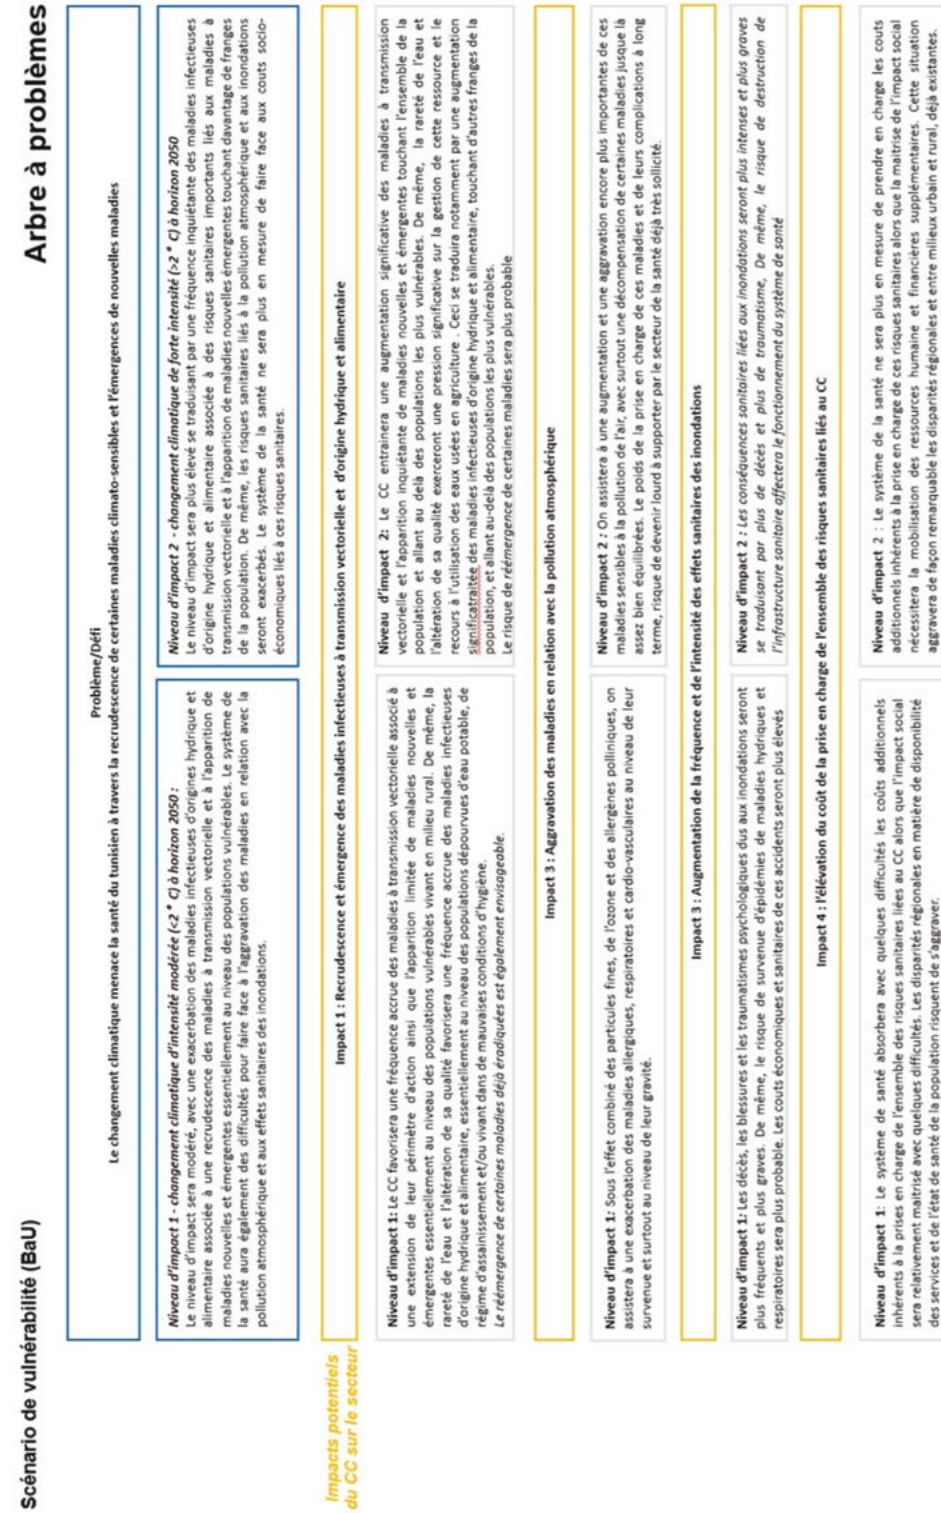 Scénario de vulnérabilité (BaU)
Arbre à problèmes
Problème/Défi
Le changement climatique menace la santé du tunisien à travers la recrudescence de certaines maladies climato-sensibles et l'émergences de nouvelles maladies
Niveau d'impact 1 - changement climatique d'intensité modérée (<2 ° C) à horizon 2050 :
Le niveau d'impact sera modéré, avec une exacerbation des maladies infectieuses d'origines hydrique et
alimentaire associée à une recrudescence des maladies à transmission vectorielle et à l'apparition de
maladies nouvelles et émergentes essentiellement au niveau des populations vulnérables. Le système de
la santé aura également des difficultés pour faire face à l'aggravation des maladies en relation avec la
pollution atmosphérique et aux effets sanitaires des inondations.
Niveau d'impact 2 - changement climatique de forte intensité (>2 ° C) à horizon 2050
Le niveau d'impact sera plus élevé se traduisant par une fréquence inquiétante des maladies infectieuses
d'origine hydrique et alimentaire associée à des risques sanitaires importants liés aux maladies à
transmission vectorielle et à l'apparition de maladies nouvelles émergentes touchant davantage de franges
de la population. De même, les risques sanitaires liés à la pollution atmosphérique et aux inondations
seront exacerbés. Le système de la santé ne sera plus en mesure de faire face aux couts socio-
économiques liés à ces risques sanitaires.
Impacts potentiels
du CC sur le secteur
Impact 1 : Recrudescence et émergence des maladies infectieuses à transmission vectorielle et d'origine hydrique et alimentaire
Niveau d'impact 1: Le CC favorisera une fréquence accrue des maladies à transmission vectorielle associé à
une extension de leur périmètre d'action ainsi que l'apparition limitée de maladies nouvelles et
émergentes essentiellement au niveau des populations vulnérables vivant en milieu rural. De même, la
rareté de l'eau et l'altération de sa qualité favorisera une fréquence accrue des maladies infectieuses
d'origine hydrique et alimentaire, essentiellement au niveau des populations dépourvues d'eau potable, de
régime d'assainissement et/ou vivant dans de mauvaises conditions d'hygiène.
Le réémergence de certaines maladies déjà éradiquées est également envisageable.
Niveau d'impact 2: Le CC entrainera une augmentation significative des maladies à transmission
vectorielle et l'apparition inquiétante de maladies nouvelles et émergentes touchant l'ensemble de la
population et allant au delà des populations les plus vulnérables. De même, la rareté de l'eau et
l'altération de sa qualité exerceront une pression significative sur la gestion de cette ressource et le
recours à l'utilisation des eaux usées en agriculture . Ceci se traduira notamment par une augmentation
significatraitée des maladies infectieuses d'origine hydrique et alimentaire, touchant d'autres franges de la
population, et allant au-delà des populations les plus vulnérables.
Le risque de réémergence de certaines maladies sera plus probable
Impact 3 : Aggravation des maladies en relation avec la pollution atmosphérique
Niveau d'impact 1: Sous l'effet combiné des particules fines, de l'ozone et des allergènes polliniques, on
assistera à une exacerbation des maladies allergiques, respiratoires et cardio-vasculaires au niveau de leur
survenue et surtout au niveau de leur gravité.
Niveau d'impact 2 : On assistera à une augmentation et une aggravation encore plus importantes de ces
maladies sensibles à la pollution de l'air, avec surtout une décompensation de certaines maladies jusque là
assez bien équilibrées. Le poids de la prise en charge de ces maladies et de leurs complications à long
terme, risque de devenir lourd à supporter par le secteur de la santé déjà très sollicité.
Impact 3 : Augmentation de la fréquence et de l'intensité des effets sanitaires des inondations
Niveau d'impact 1: Les décès, les blessures et les traumatismes psychologiques dus aux inondations seront
plus fréquents et plus graves. De même, le risque de survenue d'épidémies de maladies hydriques et
respiratoires sera plus probable. Les couts économiques et sanitaires de ces accidents seront plus élevés
Niveau d'impact 2 : Les conséquences sanitaires liées aux inondations seront plus intenses et plus graves
se traduisant par plus de décès et plus de traumatisme, De même, le risque de destruction de
l'infrastructure sanitaire affectera le fonctionnement du système de santé
Impact 4 : l'élévation du coût de la prise en charge de l'ensemble des risques sanitaires liés au CC
Niveau d'impact 1: Le système de santé absorbera avec quelques difficultés les coûts additionnels
inhérents à la prises en charge de l'ensemble des risques sanitaires liées au CC alors que l'impact social
sera relativement maitrisé avec quelques difficultés. Les disparités régionales en matière de disponibilité
des services et de l'état de santé de la population risquent de s'aggraver.
Niveau d'impact 2 : Le système de la santé ne sera plus en mesure de prendre en charge les couts
additionnels inhérents à la prise en charge de ces risques sanitaires alors que la maitrise de l'impact social
nécessitera la mobilisation des ressources humaine et financières supplémentaires. Cette situation
aggravera de façon remarquable les disparités régionales et entre milieux urbain et rural, déjà existantes.